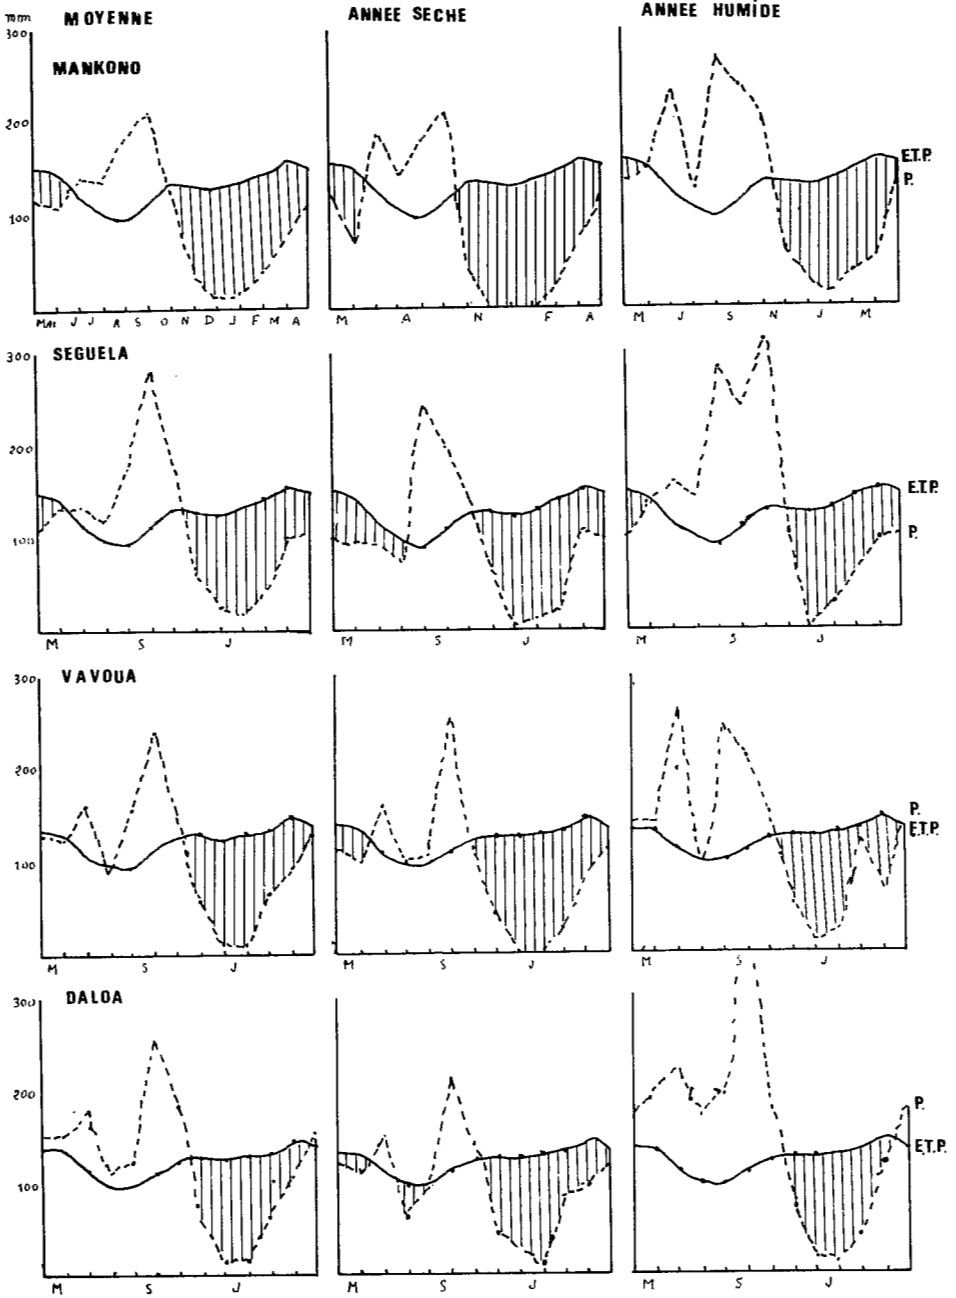 mm MOYENNE ANNEE SECHE ANNEE HUMIDE
300
MANKONO
200
E.T.P.
P.
100
Mai J J A S O N D J F M A M A N F A M J S N J M
300 SEGUELA
200
E.T.P.
100 P.
M S J M S J M S J
300 VAVOUA
200
P.
E.T.P.
100
M S J M S J M S J
300 DALOA
200
P.
E.T.P.
100
M S J M S J M S J